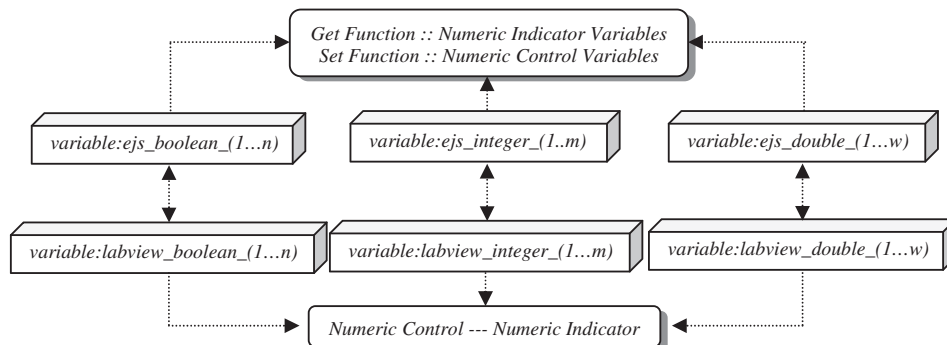 Get Function :: Numeric Indicator Variables
Set Function :: Numeric Control Variables
variable:ejs_boolean_(1…n)
variable:ejs_integer_(1..m)
variable:ejs_double_(1…w)
variable:labview_boolean_(1…n)
variable:labview_integer_(1…m)
variable:labview_double_(1…w)
Numeric Control --- Numeric Indicator